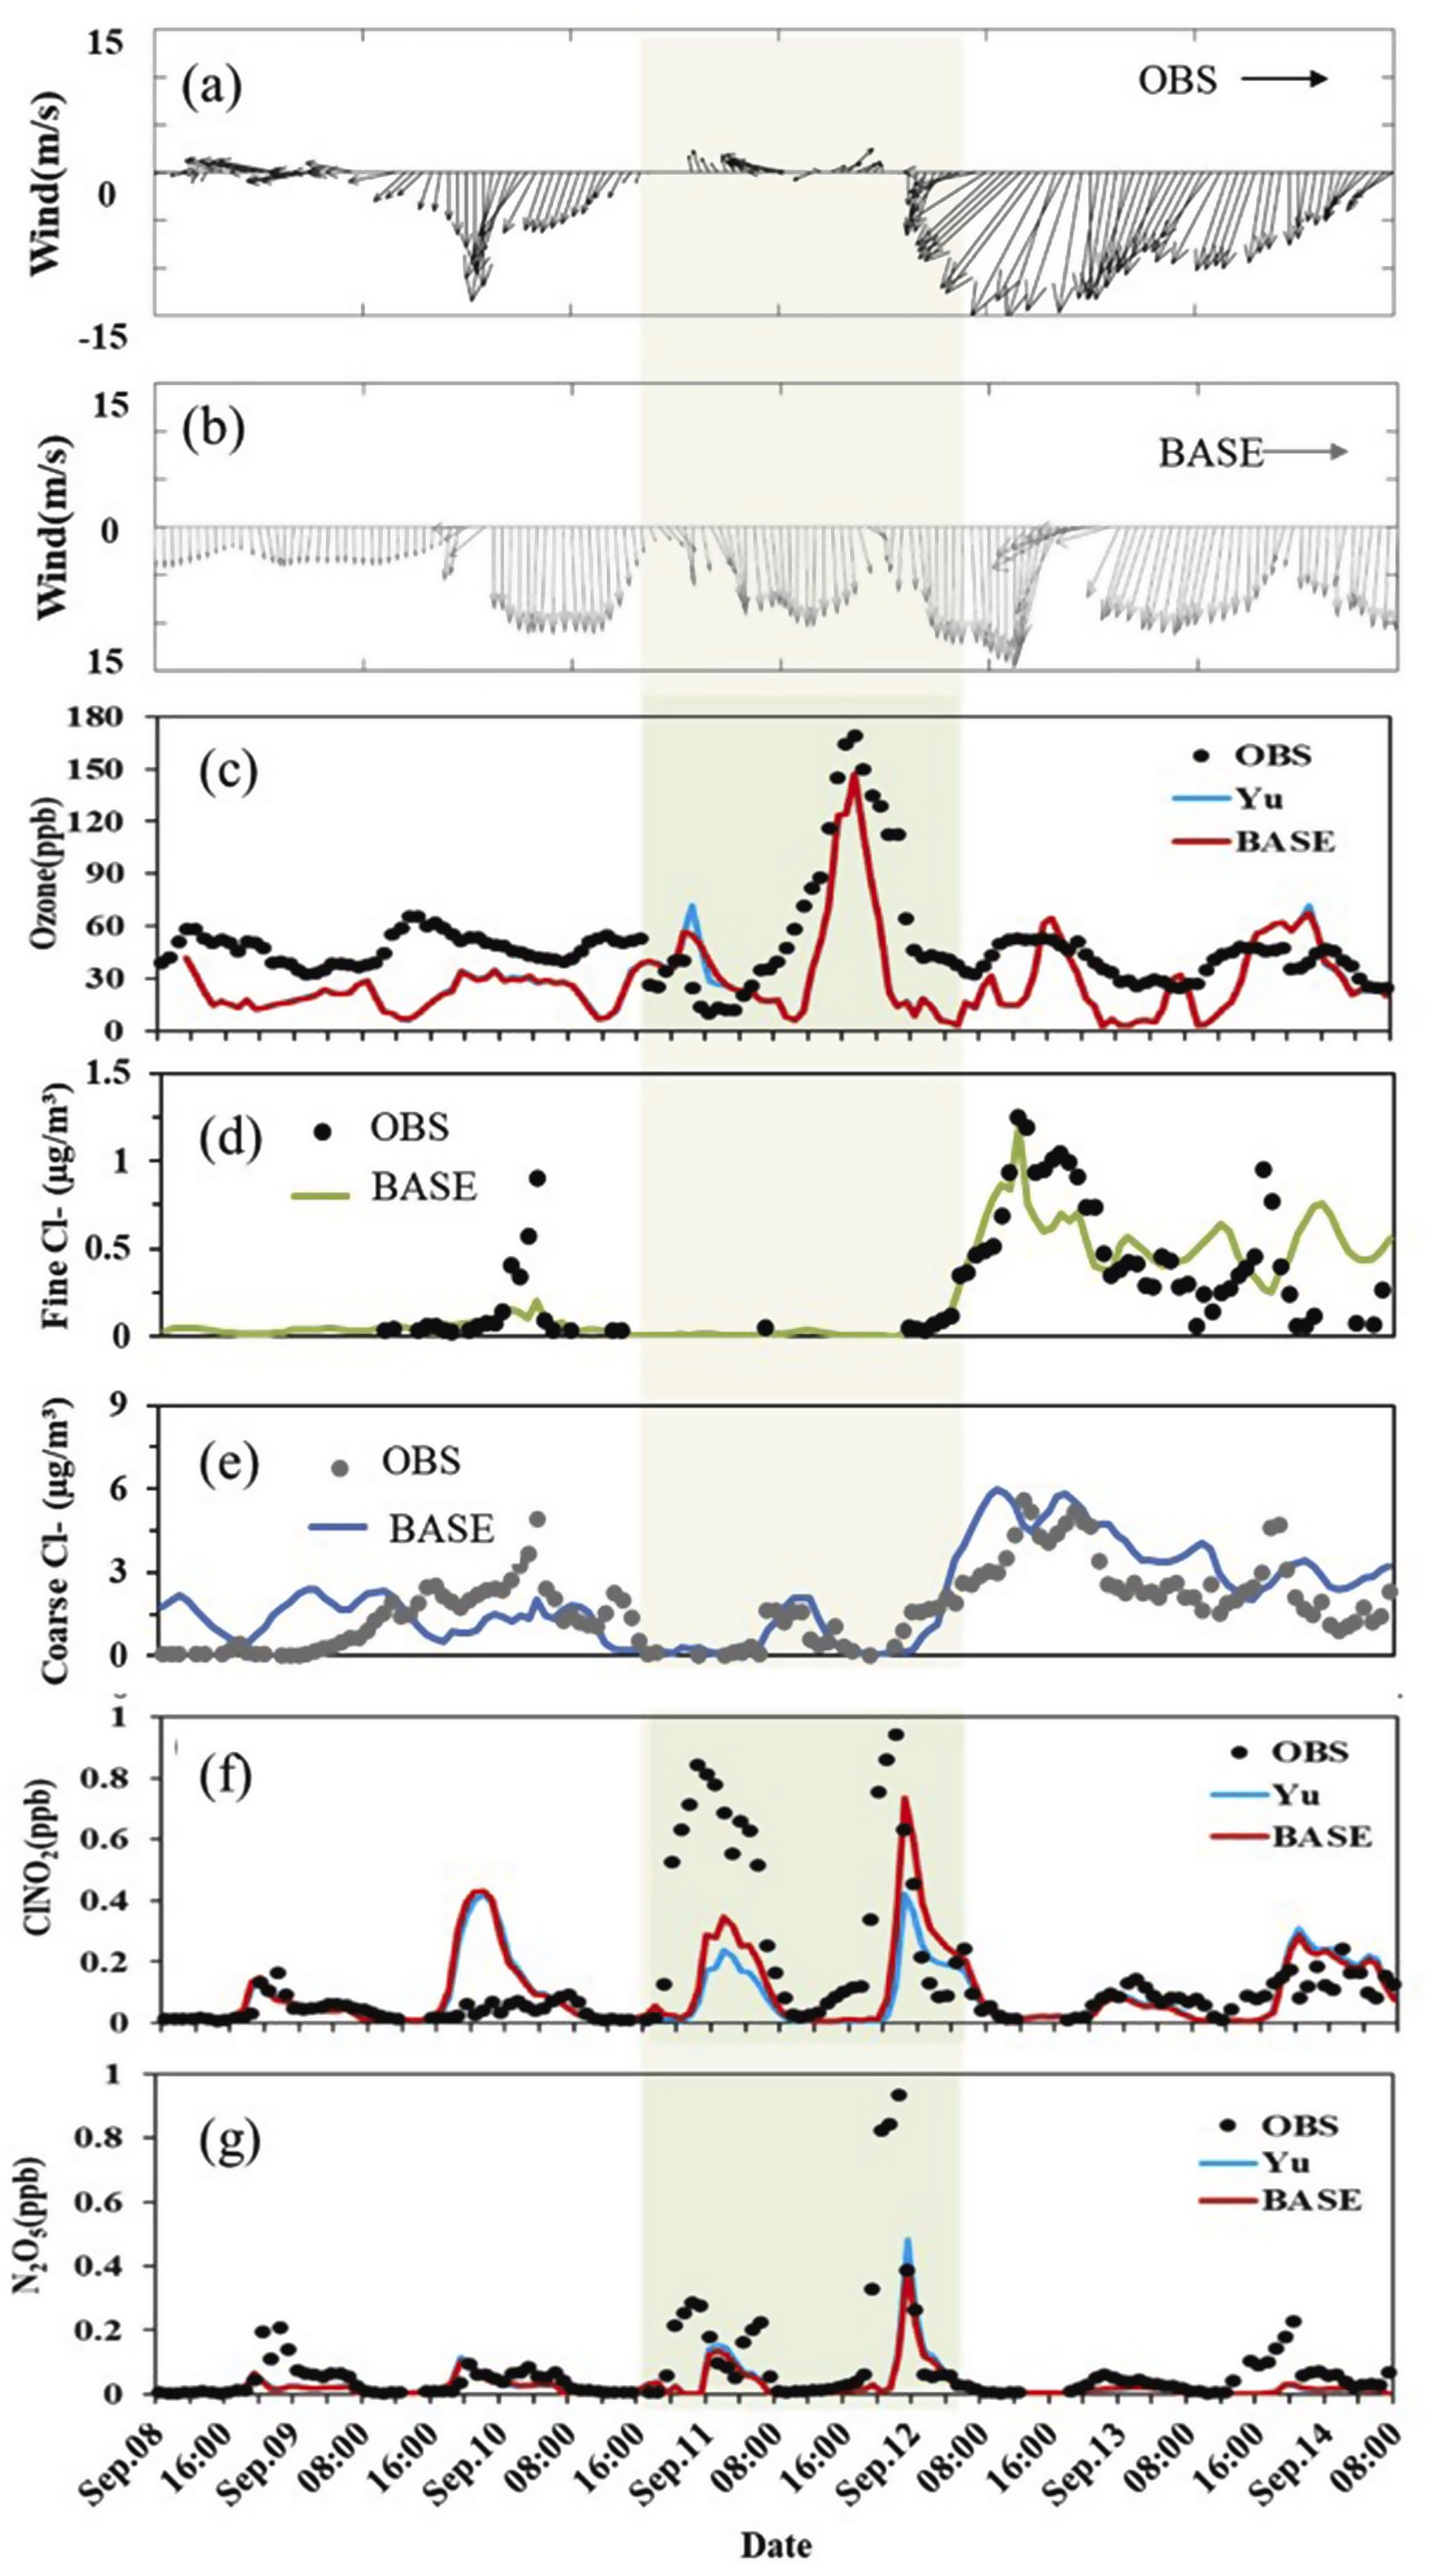 15
(a)
OBS
Wind(m/s)
0
-15
15
(b)
BASE
Wind(m/s)
0
15
180
(c)
OBS
150
Yu
120
BASE
Ozone(ppb)
90
60
30
0
1.5
(d)
OBS
BASE
Fine Cl- (µg/m³)
1
0.5
0
9
(e)
OBS
BASE
Coarse Cl- (µg/m³)
6
3
0
1
(f)
OBS
Yu
BASE
ClNO₂(ppb)
0.8
0.6
0.4
0.2
0
1
(g)
OBS
Yu
BASE
N₂O₅(ppb)
0.8
0.6
0.4
0.2
0
Sep.08 16:00 Sep.09 08:00 16:00 Sep.10 08:00 16:00 Sep.11 08:00 16:00 Sep.12 08:00 16:00 Sep.13 08:00 16:00 Sep.14 08:00
Date